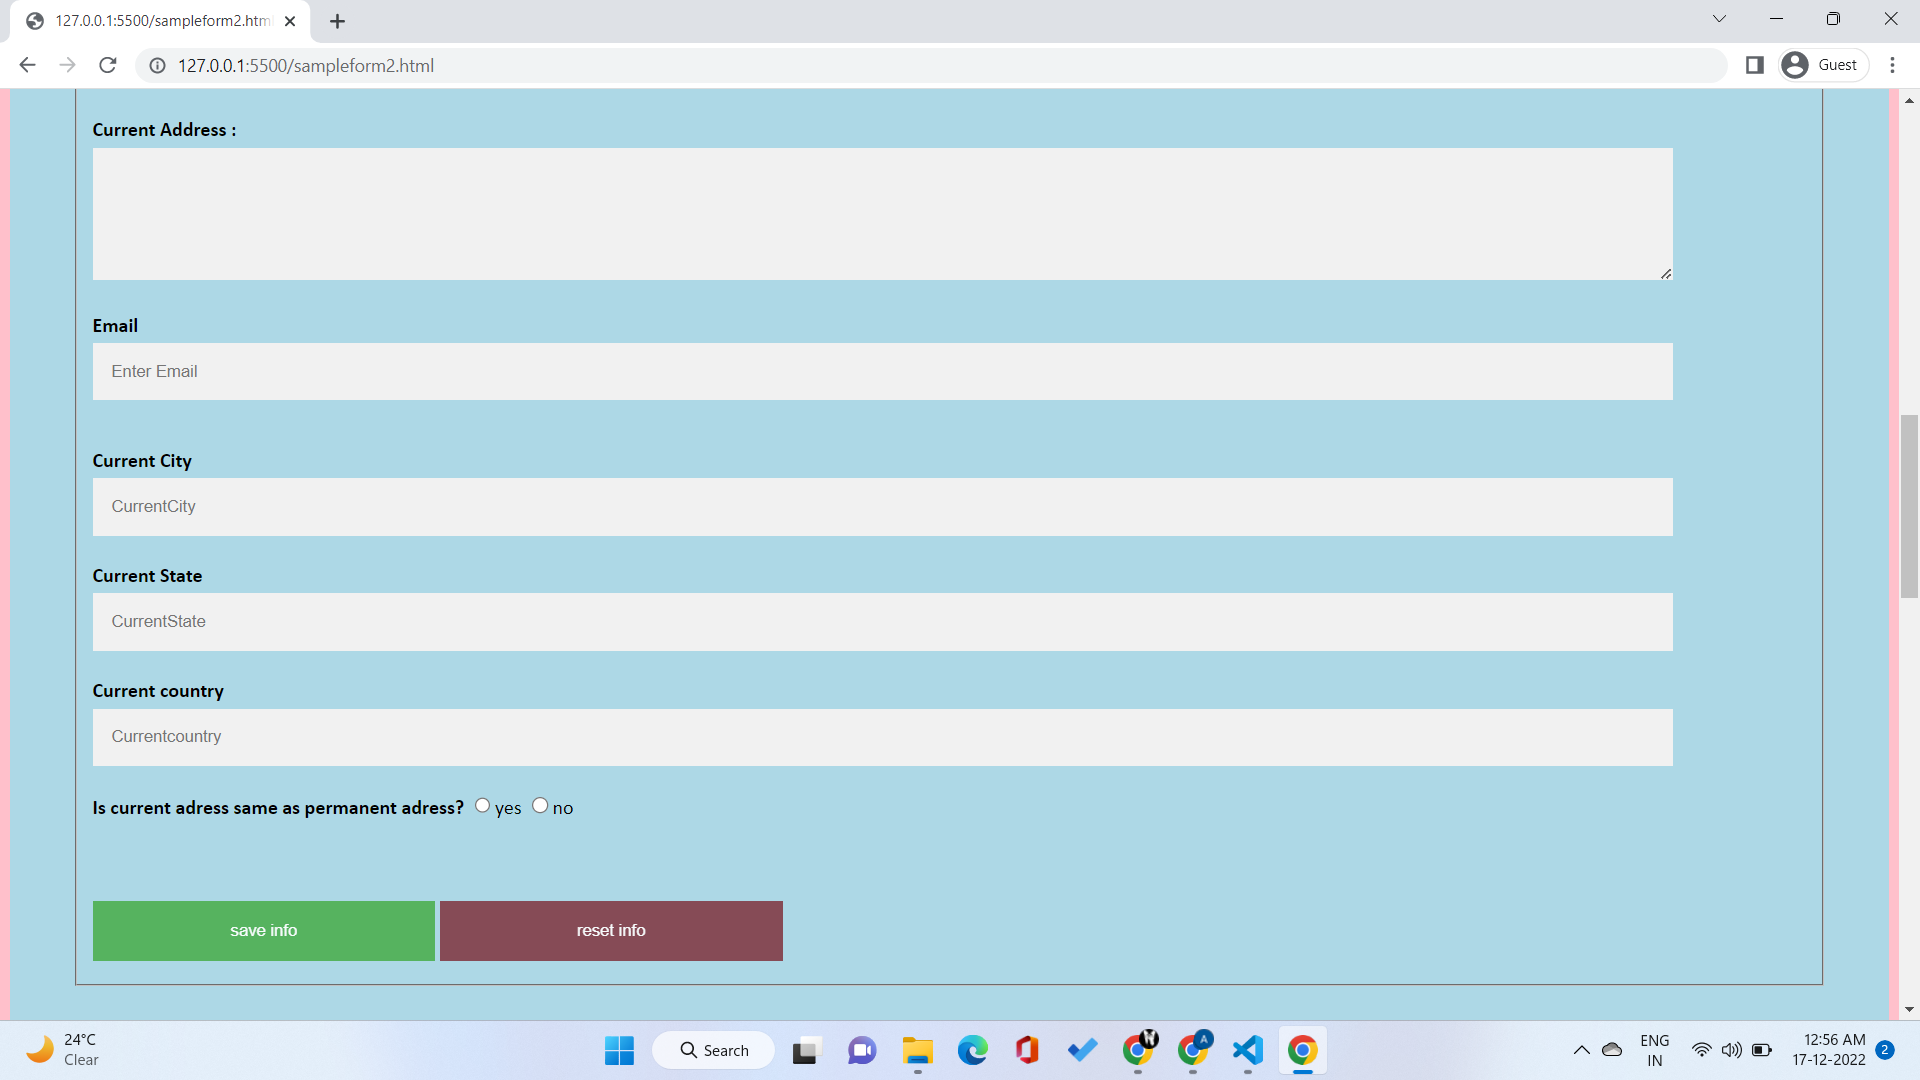 127.0.0.1:5500/sampleform2.htm
127.0.0.1:5500/sampleform2.html
Guest
Current Address :
Email
Enter Email
Current City
CurrentCity
Current State
CurrentState
Current country
Currentcountry
Is current adress same as permanent adress? yes no
save info reset info
24°C
Clear
Search
W
A
ENG
IN
12:56 AM
17-12-2022
2